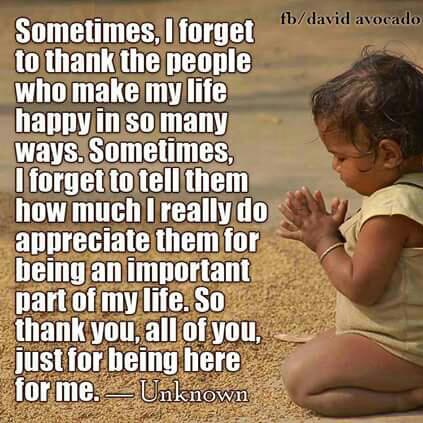 fb/david avocado
Sometimes, I forget
to thank the people
who make my life
happy in so many
ways. Sometimes,
I forget to tell them
how much I really do
appreciate them for
being an important
part of my life. So
thank you, all of you,
just for being here
for me. — Unknown